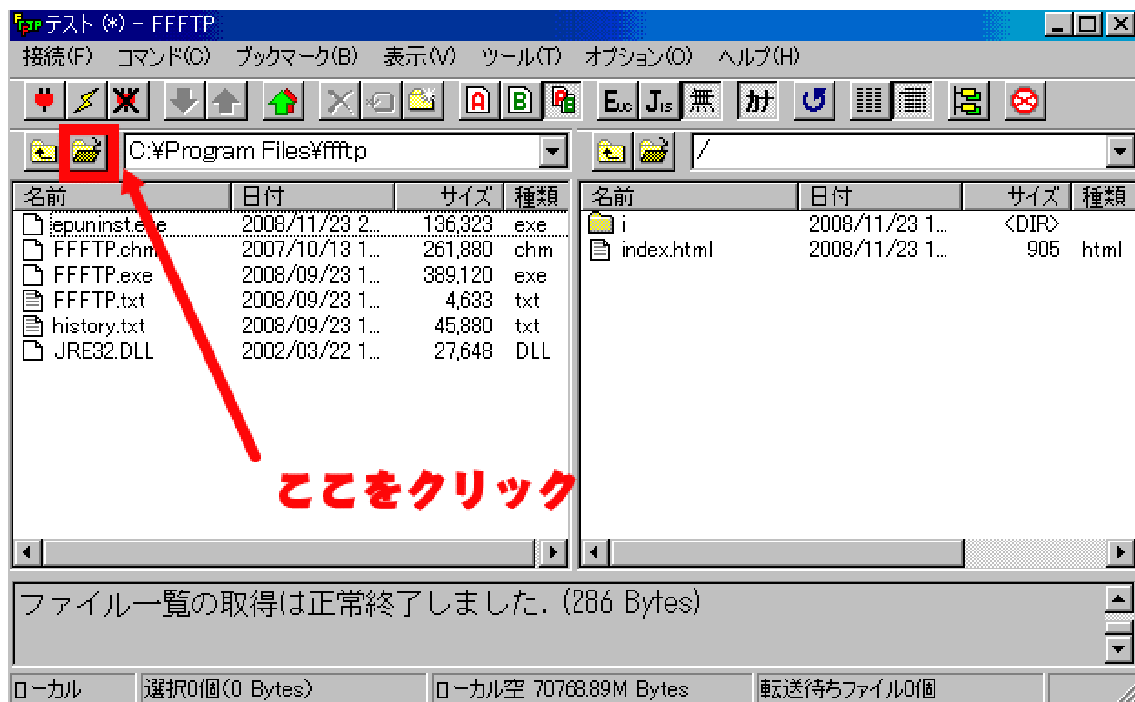 テスト (*) - FFFTP
接続(F) コマンド(C) ブックマーク(B) 表示(V) ツール(T) オプション(O) ヘルプ(H)
A B Euc JIS 無 カナ
C:¥Program Files¥ffftp /
名前 日付 サイズ 種類 名前 日付 サイズ 種類
epuninst.exe 2008/11/23 2... 136,323 exe i 2008/11/23 1... <DIR>
FFFTP.chm 2007/10/13 1... 261,880 chm index.html 2008/11/23 1... 905 html
FFFTP.exe 2008/09/23 1... 389,120 exe
FFFTP.txt 2008/09/23 1... 4,633 txt
history.txt 2008/09/23 1... 45,880 txt
JRE32.DLL 2002/03/22 1... 27,648 DLL
ここをクリック
ファイル一覧の取得は正常終了しました. (286 Bytes)
ローカル 選択0個(0 Bytes) ローカル空 70768.89M Bytes 転送待ちファイル0個